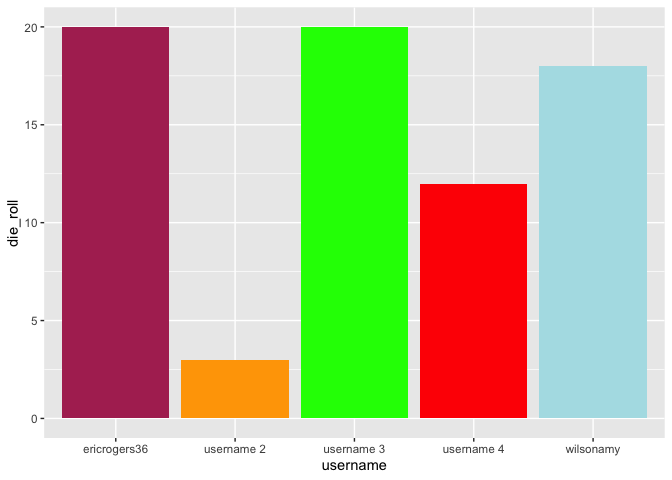 20
15
10
5
0
die_roll
ericrogers36
username 2
username 3
username 4
wilsonamy
username